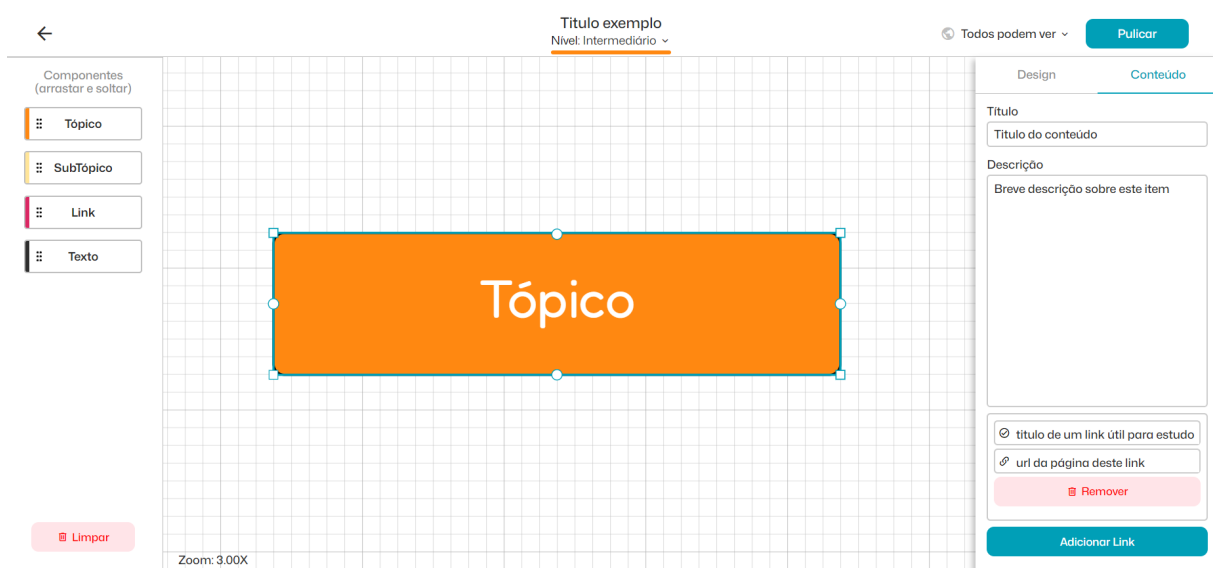 Titulo exemplo
Nível: Intermediário
Todos podem ver
Pulicar
Componentes
(arrastar e soltar)
Tópico
SubTópico
Link
Texto
Limpar
Tópico
Zoom: 3.00X
Design
Conteúdo
Título
Titulo do conteúdo
Descrição
Breve descrição sobre este item
titulo de um link útil para estudo
url da página deste link
Remover
Adicionar Link